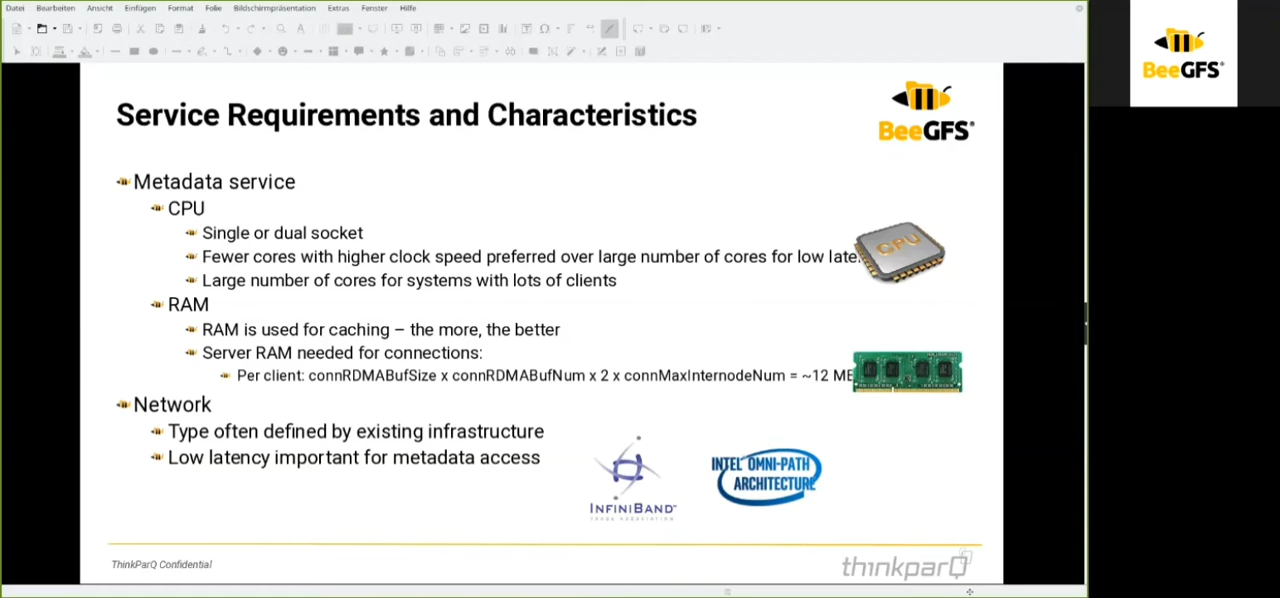 Datei Bearbeiten Ansicht Einfügen Format Folie Bildschirmpräsentation Extras Fenster Hilfe
BeeGFS®
Service Requirements and Characteristics
BeeGFS®
Metadata service
CPU
Single or dual socket
Fewer cores with higher clock speed preferred over large number of cores for low late
CPU
Large number of cores for systems with lots of clients
RAM
RAM is used for caching – the more, the better
Server RAM needed for connections:
Per client: connRDMABufSize x connRDMABufNum x 2 x connMaxInternodeNum = ~12 MB
Network
Type often defined by existing infrastructure
Low latency important for metadata access
INFINIBAND™
TRADE ASSOCIATION
INTEL OMNI-PATH
ARCHITECTURE
ThinkParQ Confidential
thinkparQ